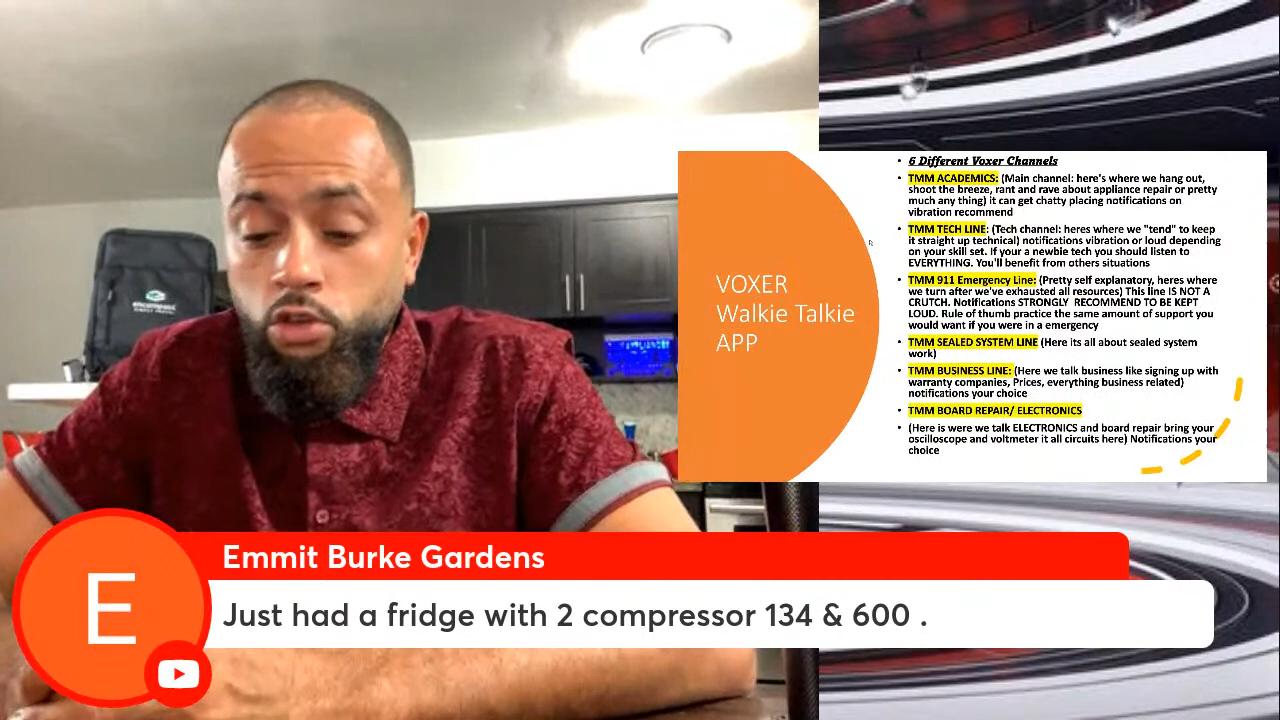 VOXER
Walkie Talkie
APP
• 6 Different Voxer Channels
• TMM ACADEMICS: (Main channel: here's where we hang out,
shoot the breeze, rant and rave about appliance repair or pretty
much any thing) it can get chatty placing notifications on
vibration recommend
• TMM TECH LINE: (Tech channel: heres where we "tend" to keep
it straight up technical) notifications vibration or loud depending
on your skill set. If your a newbie tech you should listen to
EVERYTHING. You'll benefit from others situations
• TMM 911 Emergency Line: (Pretty self explanatory, heres where
we turn after we've exhausted all resources) This line IS NOT A
CRUTCH. Notifications STRONGLY RECOMMEND TO BE KEPT
LOUD. Rule of thumb practice the same amount of support you
would want if you were in a emergency
• TMM SEALED SYSTEM LINE (Here its all about sealed system
work)
• TMM BUSINESS LINE: (Here we talk business like signing up with
warranty companies, Prices, everything business related)
notifications your choice
• TMM BOARD REPAIR/ ELECTRONICS
• (Here is were we talk ELECTRONICS and board repair bring your
oscilloscope and voltmeter it all circuits here) Notifications your
choice
encompass
E
Emmit Burke Gardens
Just had a fridge with 2 compressor 134 & 600 .